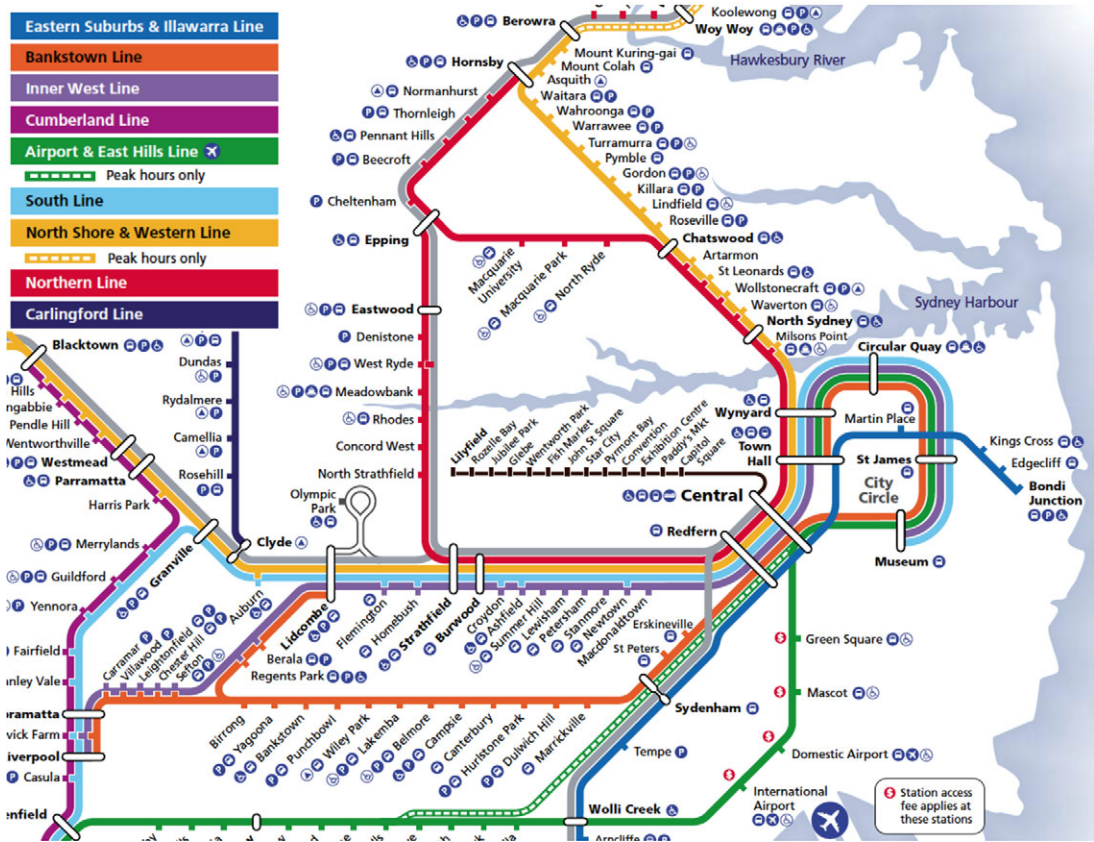 Eastern Suburbs & Illawarra Line
Bankstown Line
Inner West Line
Cumberland Line
Airport & East Hills Line
Peak hours only
South Line
North Shore & Western Line
Peak hours only
Northern Line
Carlingford Line
Berowra
Koolewong
Woy Woy
Hawkesbury River
Hornsby
Mount Kuring-gai
Mount Colah
Asquith
Waitara
Wahroonga
Warrawee
Turramurra
Pymble
Gordon
Killara
Lindfield
Roseville
Chatswood
Artarmon
St Leonards
Wollstonecraft
Waverton
North Sydney
Milsons Point
Normanhurst
Thornleigh
Pennant Hills
Beecroft
Cheltenham
Epping
Macquarie
University
Macquarie Park
North Ryde
Eastwood
Denistone
West Ryde
Meadowbank
Rhodes
Concord West
North Strathfield
Sydney Harbour
Circular Quay
Wynyard
Town
Hall
Martin Place
St James
City
Circle
Museum
Kings Cross
Edgecliff
Bondi
Junction
Central
Redfern
Lilyfield
Rozelle Bay
Jubilee Park
Glebe
Wentworth Park
Fish Market
John St Square
Star City
Pyrmont Bay
Convention
Exhibition Centre
Paddy's Mkt
Capitol
Square
Blacktown
Hills
Pendle Hill
Wentworthville
Westmead
Parramatta
Harris Park
Dundas
Rydalmere
Camellia
Rosehill
Clyde
Olympic
Park
Merrylands
Guildford
Yennora
Fairfield
Granville
Auburn
Lidcombe
Flemington
Homebush
Strathfield
Burwood
Croydon
Ashfield
Summer Hill
Lewisham
Petersham
Stanmore
Newtown
Macdonaldtown
Erskineville
St Peters
Carramar
Villawood
Leightonfield
Chester Hill
Sefton
Berala
Regents Park
Birrong
Yagoona
Bankstown
Punchbowl
Wiley Park
Lakemba
Belmore
Campsie
Canterbury
Hurlstone Park
Dulwich Hill
Marrickville
Sydenham
Tempe
Wolli Creek
Arncliffe
Green Square
Mascot
Domestic Airport
International
Airport
Station access
fee applies at
these stations
Casula